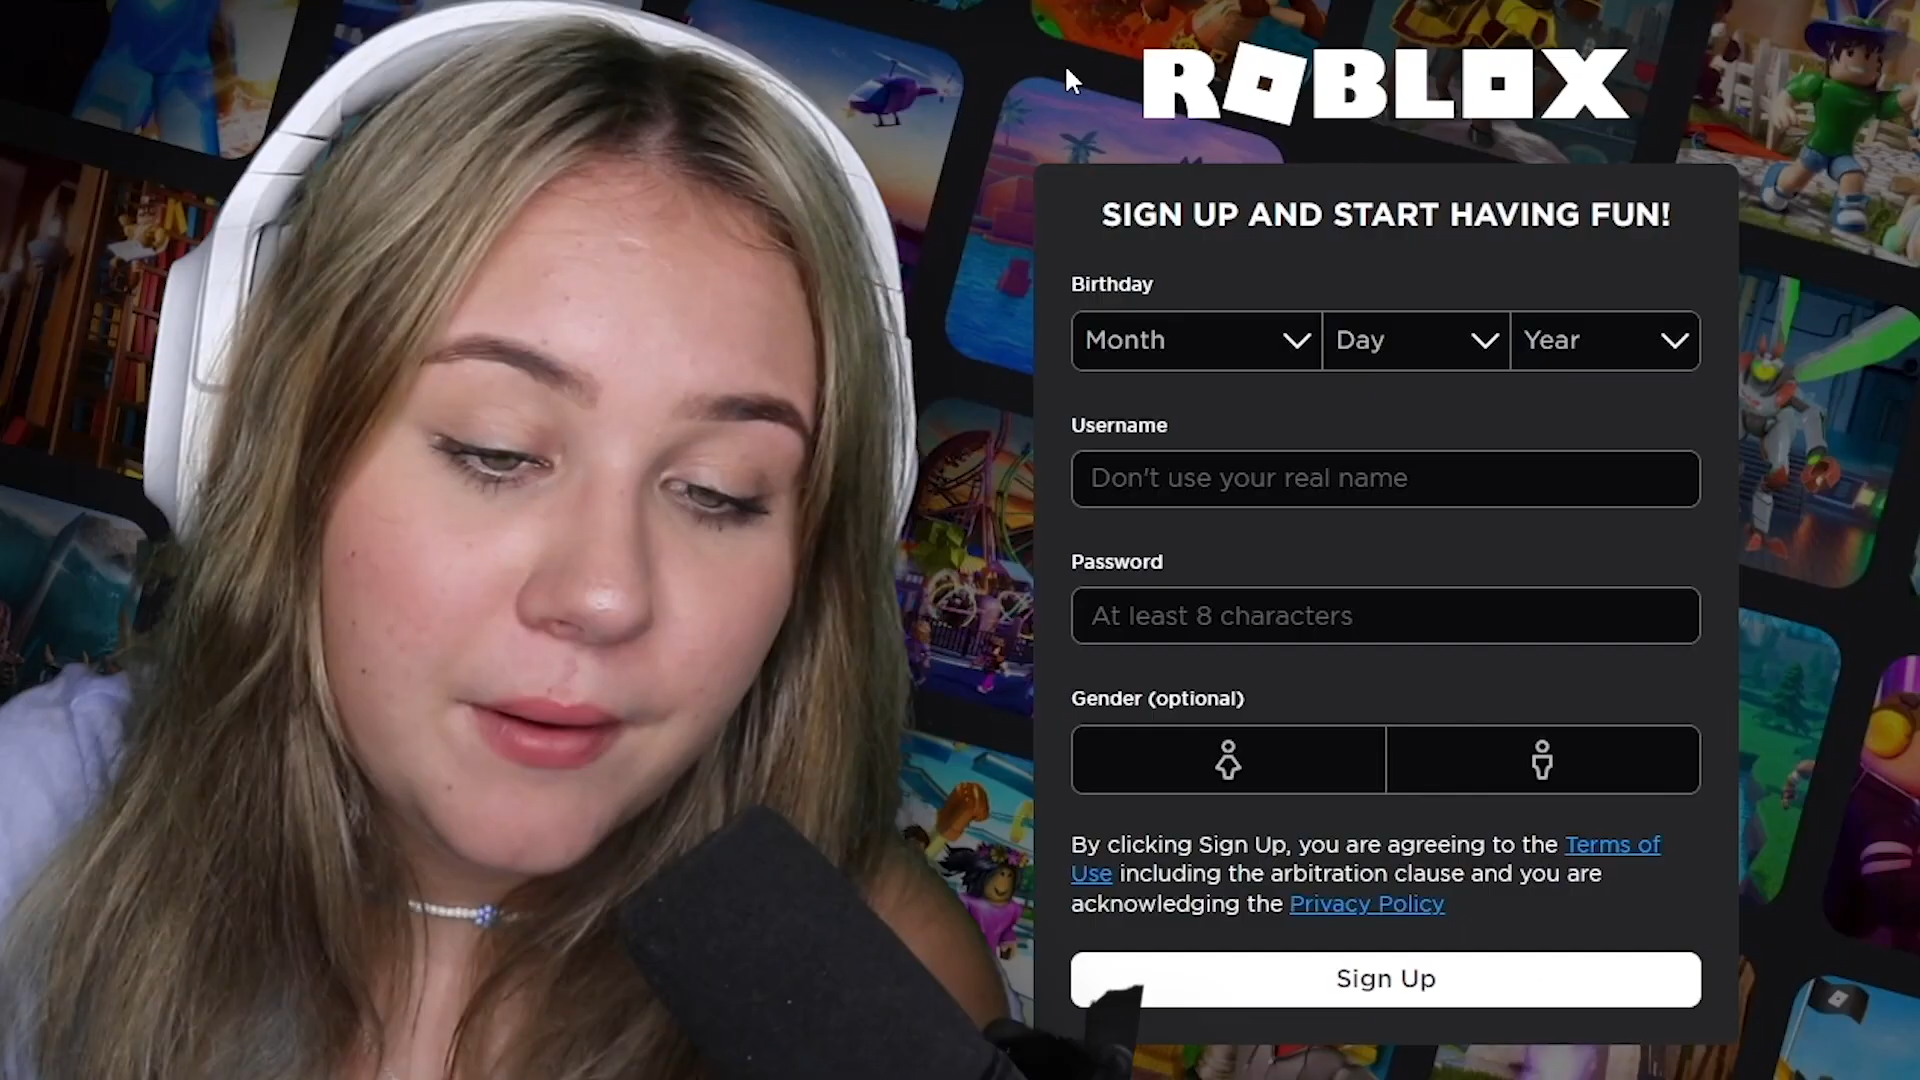 ROBLOX
SIGN UP AND START HAVING FUN!
Birthday
Month Day Year
Username
Don't use your real name
Password
At least 8 characters
Gender (optional)
By clicking Sign Up, you are agreeing to the Terms of
Use including the arbitration clause and you are
acknowledging the Privacy Policy
Sign Up